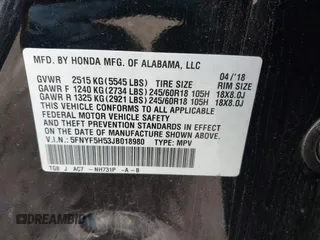 MFD. BY HONDA MFG. OF ALABAMA, LLC
04/'18
GVWR 2515 KG (5545 LBS) TIRE SIZE RIM SIZE
GAWR F 1240 KG (2734 LBS) 245/60R18 105H 18X8.0J
GAWR R 1325 KG (2921 LBS) 245/60R18 105H 18X8.0J
THIS VEHICLE CONFORMS TO ALL APPLICABLE
FEDERAL MOTOR VEHICLE SAFETY STANDARDS
IN EFFECT ON THE DATE OF MANUFACTURE
SHOWN ABOVE.
V.I.N.: 5FNYF5H53JB018980 TYPE: MPV
TG8 J AC7 - NH731P -A-B
DREAMBID